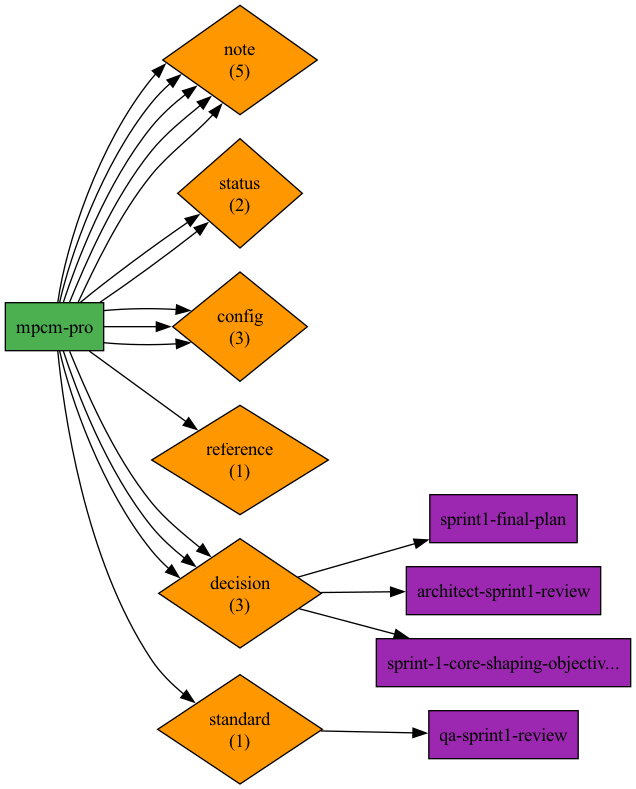 note
(5)
status
(2)
config
(3)
mpcm-pro
reference
(1)
decision
(3)
sprint1-final-plan
architect-sprint1-review
sprint-1-core-shaping-objectiv...
standard
(1)
qa-sprint1-review